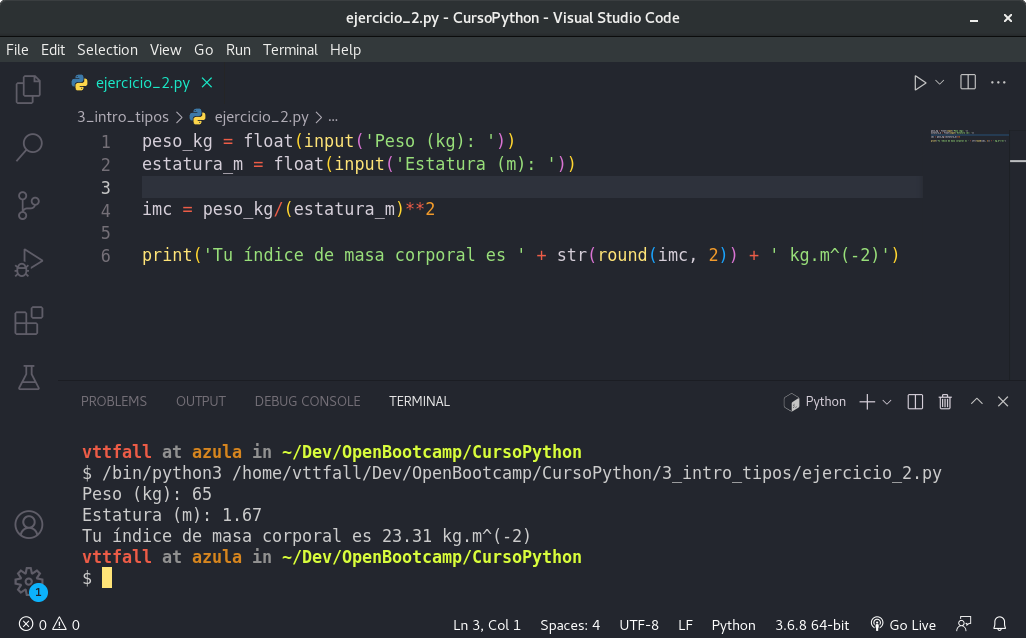 ejercicio_2.py - CursoPython - Visual Studio Code
File Edit Selection View Go Run Terminal Help
ejercicio_2.py
3_intro_tipos > ejercicio_2.py > ...
1 peso_kg = float(input('Peso (kg): '))
2 estatura_m = float(input('Estatura (m): '))
3
4 imc = peso_kg/(estatura_m)**2
5
6 print('Tu índice de masa corporal es ' + str(round(imc, 2)) + ' kg.m^(-2)')
PROBLEMS OUTPUT DEBUG CONSOLE TERMINAL Python
vttfall at azula in ~/Dev/OpenBootcamp/CursoPython
$ /bin/python3 /home/vttfall/Dev/OpenBootcamp/CursoPython/3_intro_tipos/ejercicio_2.py
Peso (kg): 65
Estatura (m): 1.67
Tu índice de masa corporal es 23.31 kg.m^(-2)
vttfall at azula in ~/Dev/OpenBootcamp/CursoPython
$
1
0 0 Ln 3, Col 1 Spaces: 4 UTF-8 LF Python 3.6.8 64-bit Go Live